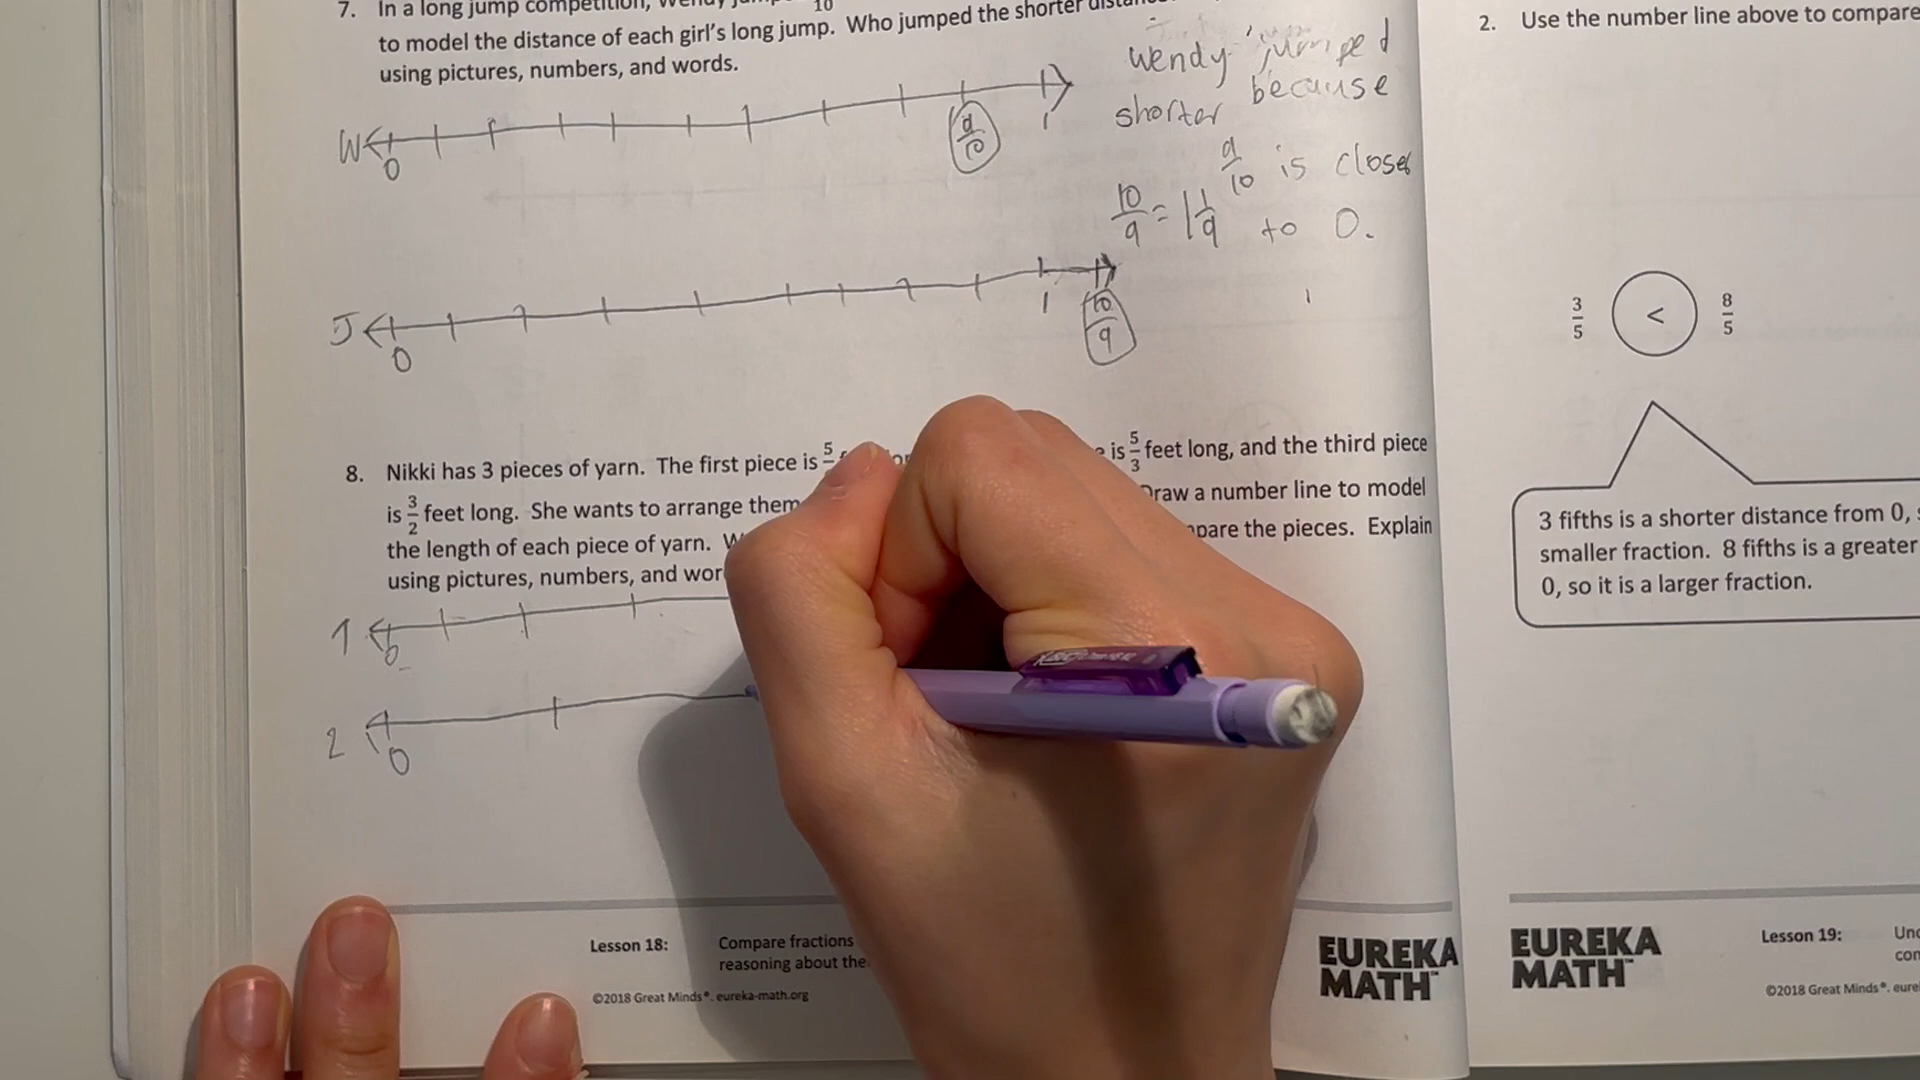 7. In a long jump competition, Wendy 10
to model the distance of each girl's long jump. Who jumped the shorter
using pictures, numbers, and words.
W 0 9/10 1
Wendy jumped
shorter because
9/10 is closer
10/9 = 1 1/9 to 0.
J 0 1 10/9
8. Nikki has 3 pieces of yarn. The first piece is 5 is 5/3 feet long, and the third piece
is 3/2 feet long. She wants to arrange them Draw a number line to model
the length of each piece of yarn. pare the pieces. Explain
using pictures, numbers, and wor
1 0
2 0
Lesson 18: Compare fractions
reasoning about the
©2018 Great Minds®. eureka-math.org
EUREKA
MATH™
2. Use the number line above to compare
3/5 < 8/5
3 fifths is a shorter distance from 0,
smaller fraction. 8 fifths is a greater
0, so it is a larger fraction.
EUREKA
MATH™
Lesson 19: Und
con
©2018 Great Minds®. eure